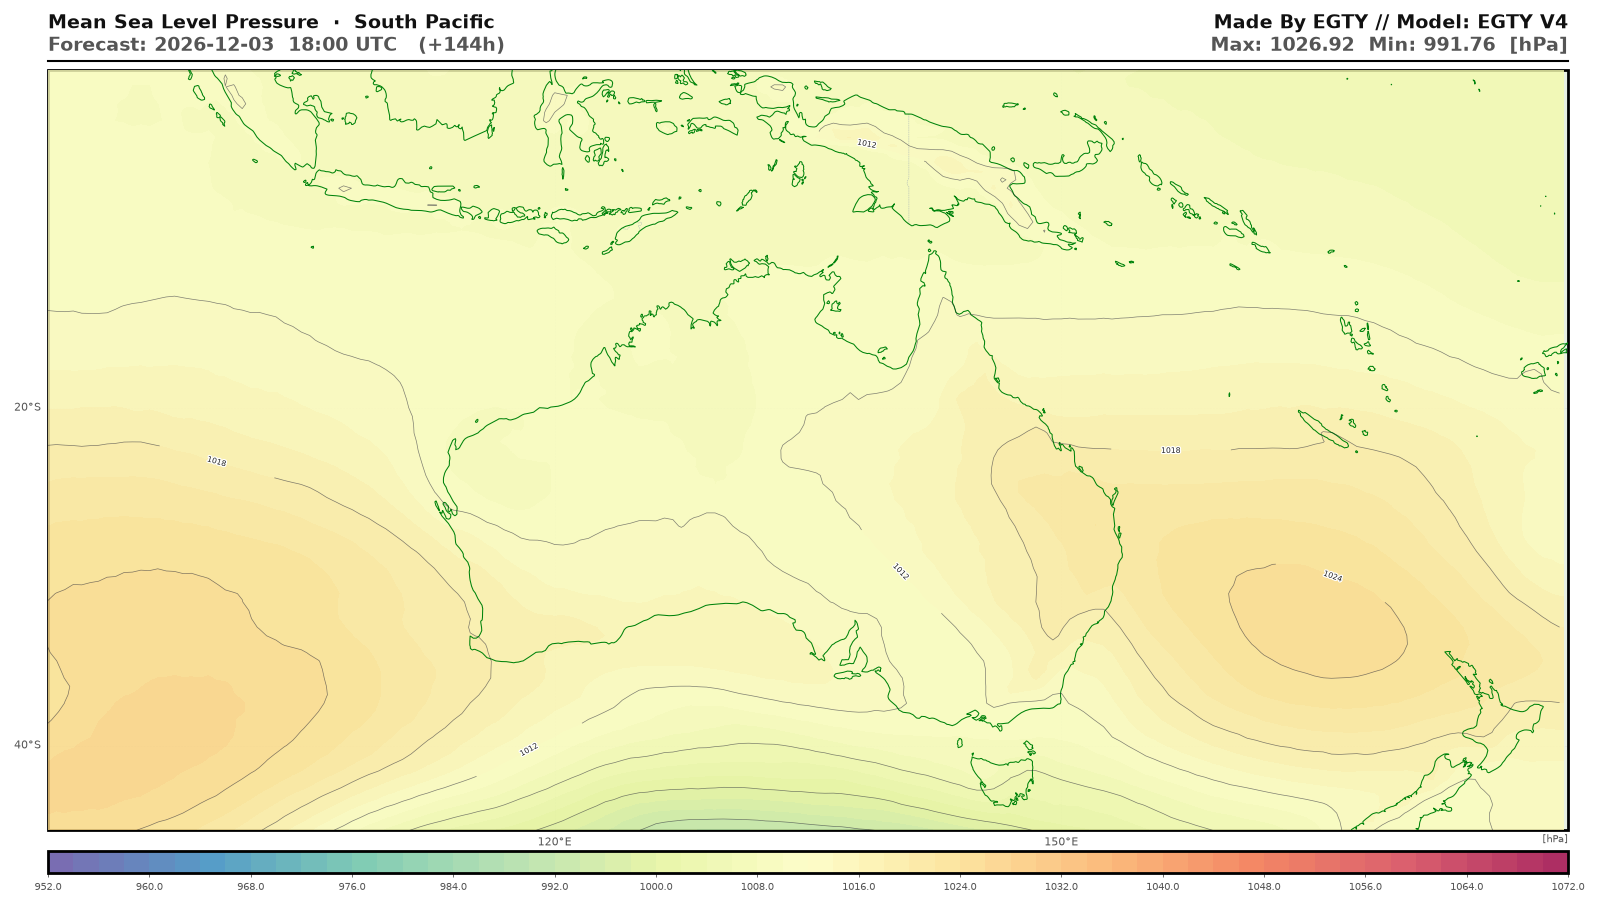 Mean Sea Level Pressure · South Pacific
Made By EGTY // Model: EGTY V4
Forecast: 2026-12-03 18:00 UTC (+144h)
Max: 1026.92 Min: 991.76 [hPa]
1012
20°S
1018
1018
1012
1024
40°S
1012
120°E
150°E
[hPa]
952.0 960.0 968.0 976.0 984.0 992.0 1000.0 1008.0 1016.0 1024.0 1032.0 1040.0 1048.0 1056.0 1064.0 1072.0